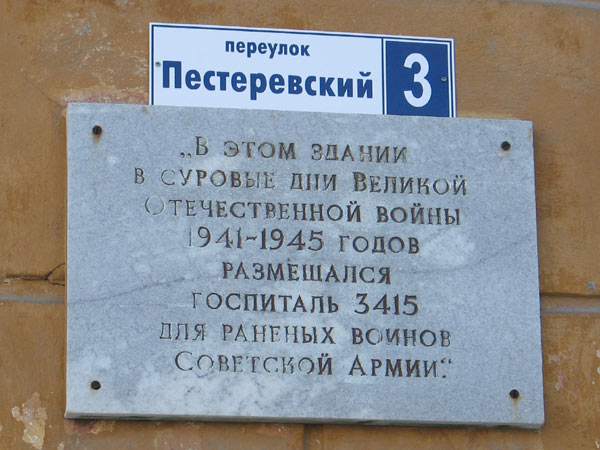 переулок
Пестеревский 3
„В этом здании
в суровые дни Великой
Отечественной войны
1941-1945 годов
размещался
госпиталь 3415
для раненых воинов
Советской Армии."